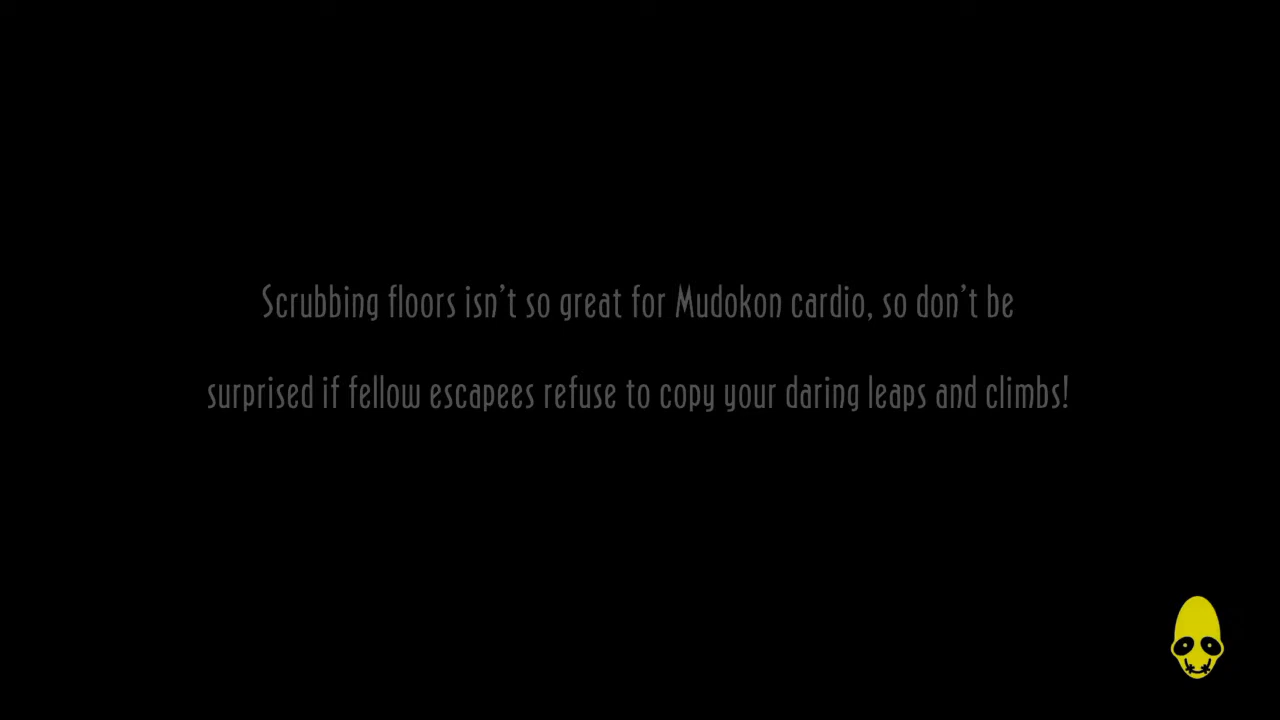 Scrubbing floors isn't so great for Mudokon cardio, so don't be
surprised if fellow escapees refuse to copy your daring leaps and climbs!